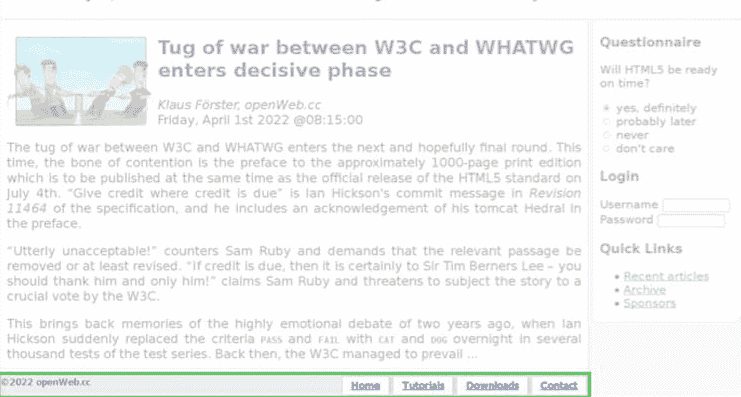 Tug of war between W3C and WHATWG
enters decisive phase
Klaus Förster, openWeb.cc
Friday, April 1st 2022 @08:15:00
The tug of war between W3C and WHATWG enters the next and hopefully final round. This
time, the bone of contention is the preface to the approximately 1000-page print edition
which is to be published at the same time as the official release of the HTML5 standard on
July 4th. “Give credit where credit is due” is Ian Hickson's commit message in Revision
11464 of the specification, and he includes an acknowledgement of his tomcat Hedral in
the preface.
“Utterly unacceptable!” counters Sam Ruby and demands that the relevant passage be
removed or at least revised. “If credit is due, then it is certainly to Sir Tim Berners Lee – you
should thank him and only him!” claims Sam Ruby and threatens to subject the story to a
crucial vote by the W3C.
This brings back memories of the highly emotional debate of two years ago, when Ian
Hickson suddenly replaced the criteria PASS and FAIL with CAT and DOG overnight in several
thousand tests of the test series. Back then, the W3C managed to prevail ...
Questionnaire
Will HTML5 be ready
on time?
yes, definitely
probably later
never
don't care
Login
Username
Password
Quick Links
Recent articles
Archive
Sponsors
©2022 openWeb.cc
Home Tutorials Downloads Contact